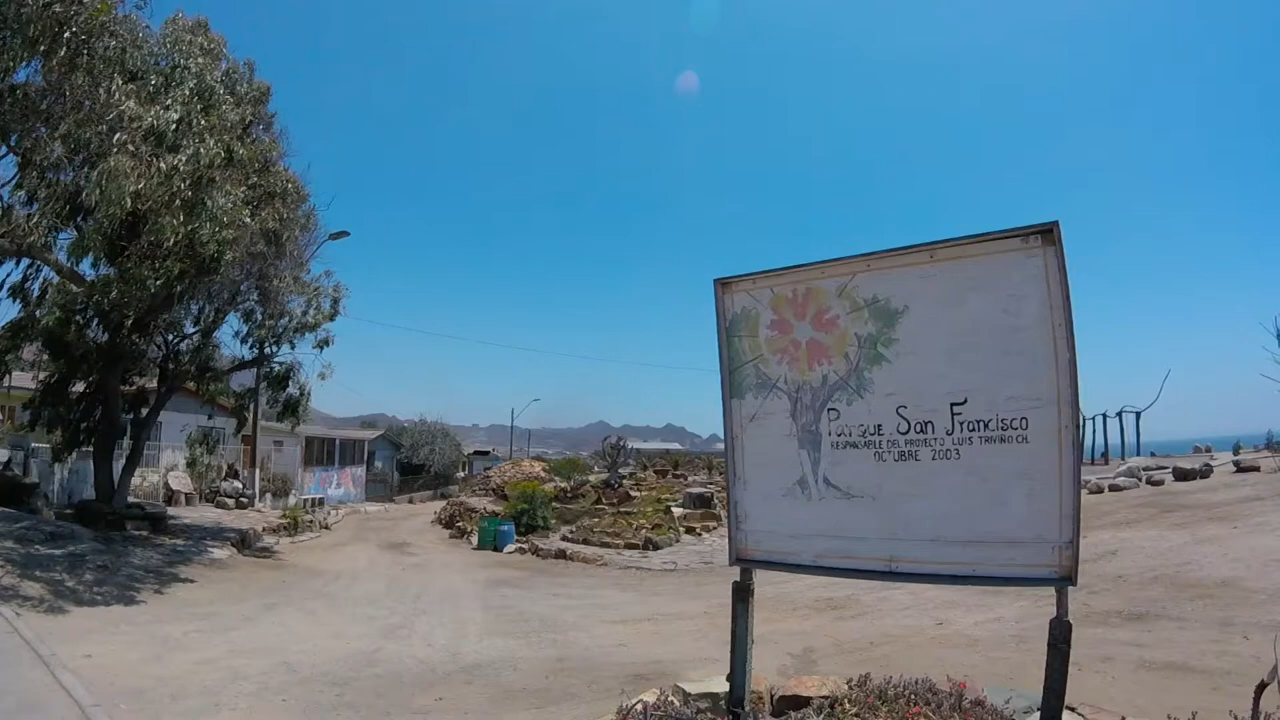 Parque San Francisco
RESPONSABLE DEL PROYECTO LUIS TRIVIÑO CH.
OCTUBRE 2003